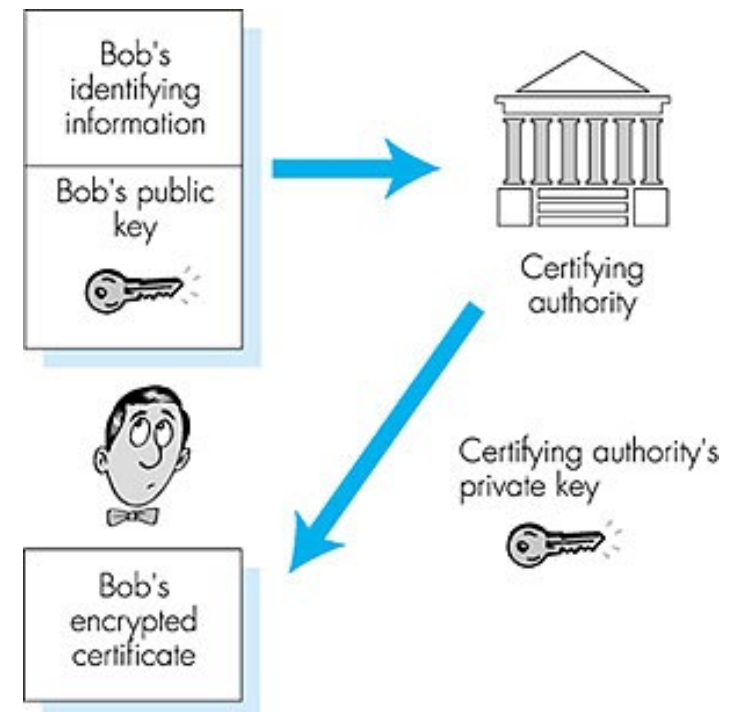 Bob's
identifying
information
Bob's public
key
Certifying
authority
Certifying authority's
private key
Bob's
encrypted
certificate